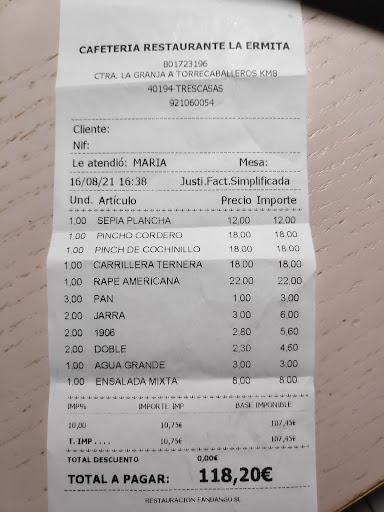 CAFETERIA RESTAURANTE LA ERMITA
B01723196
CTRA. LA GRANJA A TORRECABALLEROS KM8
40194-TRESCASAS
921060054
Cliente:
Nif:
Le atendió: MARIA Mesa:
16/08/21 16:38 Justi.Fact.Simplificada
Und. Artículo Precio Importe
1,00 SEPIA PLANCHA 12,00 12,00
1,00 PINCHO CORDERO 18,00 18,00
1,00 PINCH DE COCHINILLO 18,00 18,00
1,00 CARRILLERA TERNERA 18,00 18,00
1,00 RAPE AMERICANA 22,00 22,00
3,00 PAN 1,00 3,00
2,00 JARRA 3,00 6,00
2,00 1906 2,80 5,60
2,00 DOBLE 2,30 4,60
1,00 AGUA GRANDE 3,00 3,00
1,00 ENSALADA MIXTA 8,00 8,00
IMP% IMPORTE IMP BASE IMPONIBLE
10,00 10,75€ 107,45€
T. IMP .... 10,75€ 107,45€
TOTAL DESCUENTO 0,00€
TOTAL A PAGAR: 118,20€
RESTAURACION FANDANGO SL